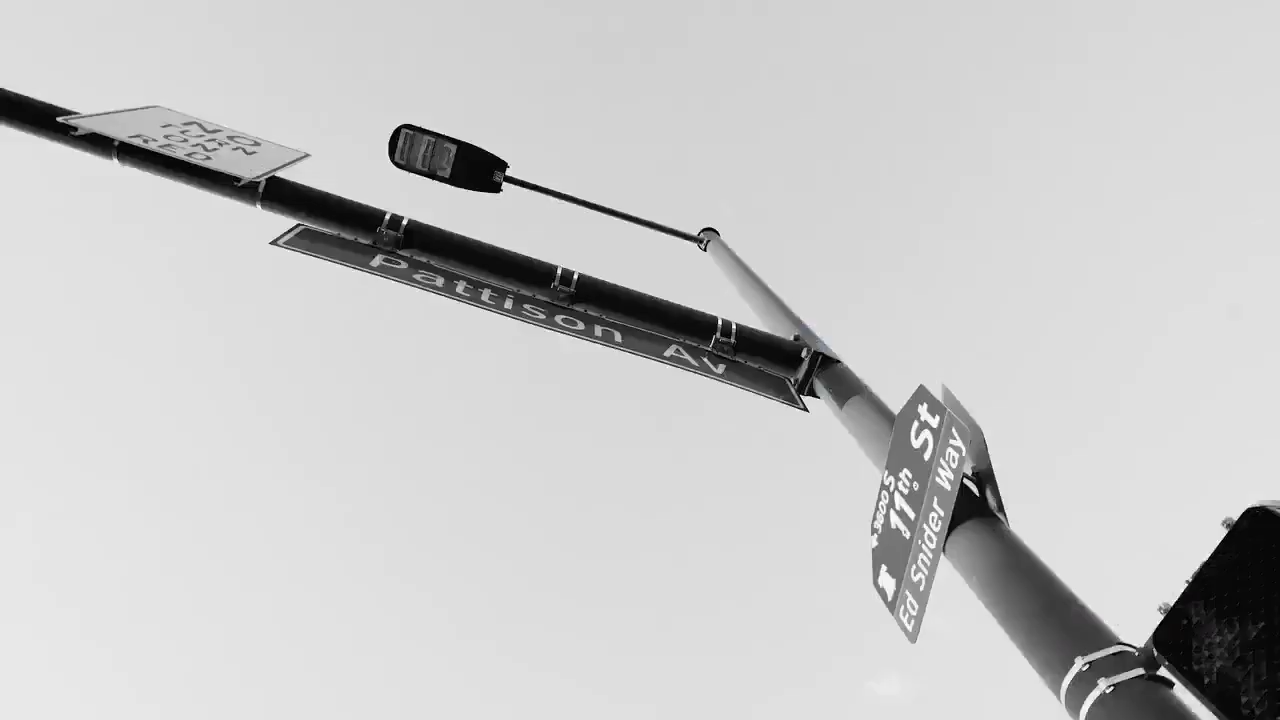 NO
TURN
ON
RED
Pattison Av
3600 S
11th St
Ed Snider Way